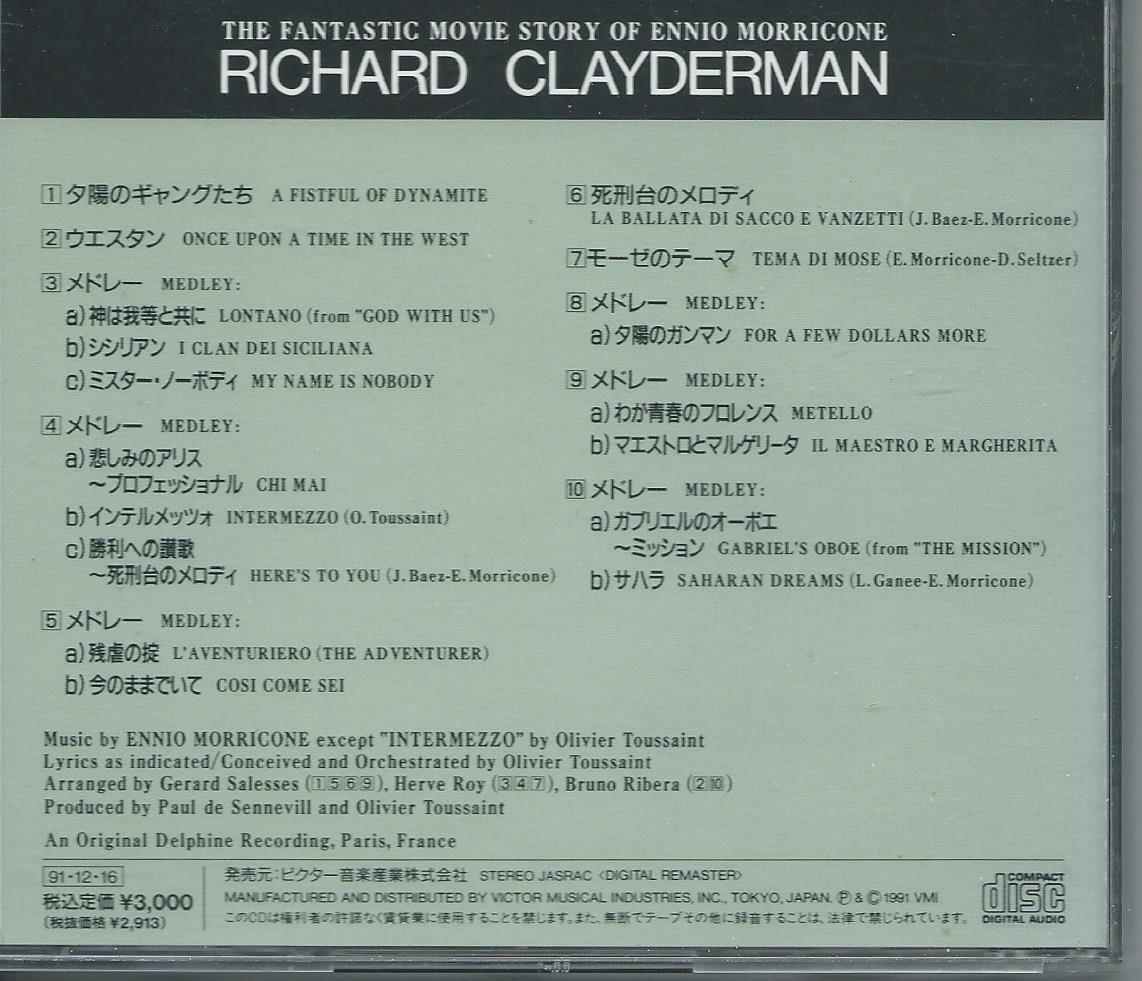 THE FANTASTIC MOVIE STORY OF ENNIO MORRICONE
RICHARD CLAYDERMAN
1 夕陽のギャングたち A FISTFUL OF DYNAMITE
2 ウエスタン ONCE UPON A TIME IN THE WEST
3 メドレー MEDLEY:
a) 神は我等と共に LONTANO (from "GOD WITH US")
b) シシリアン I CLAN DEI SICILIANA
c) ミスター・ノーボディ MY NAME IS NOBODY
4 メドレー MEDLEY:
a) 悲しみのアリス
〜プロフェッショナル CHI MAI
b) インテルメッツォ INTERMEZZO (O. Toussaint)
c) 勝利への讃歌
〜死刑台のメロディ HERE'S TO YOU (J. Baez-E. Morricone)
5 メドレー MEDLEY:
a) 残虐の掟 L'AVENTURIERO (THE ADVENTURER)
b) 今のままでいて COSI COME SEI
6 死刑台のメロディ
LA BALLATA DI SACCO E VANZETTI (J. Baez-E. Morricone)
7 モーゼのテーマ TEMA DI MOSE (E. Morricone-D. Seltzer)
8 メドレー MEDLEY:
a) 夕陽のガンマン FOR A FEW DOLLARS MORE
9 メドレー MEDLEY:
a) わが青春のフロレンス METELLO
b) マエストロとマルゲリータ IL MAESTRO E MARGHERITA
10 メドレー MEDLEY:
a) ガブリエルのオーボエ
〜ミッション GABRIEL'S OBOE (from "THE MISSION")
b) サハラ SAHARAN DREAMS (L. Ganee-E. Morricone)
Music by ENNIO MORRICONE except "INTERMEZZO" by Olivier Toussaint
Lyrics as indicated/Conceived and Orchestrated by Olivier Toussaint
Arranged by Gerard Salesses (1 5 6 9), Herve Roy (3 4 7), Bruno Ribera (2 10)
Produced by Paul de Sennevill and Olivier Toussaint
An Original Delphine Recording, Paris, France
91・12・16
税込定価 ¥3,000
(税抜価格 ¥2,913)
発売元:ビクター音楽産業株式会社 STEREO JASRAC 〈DIGITAL REMASTER〉
MANUFACTURED AND DISTRIBUTED BY VICTOR MUSICAL INDUSTRIES, INC., TOKYO, JAPAN. Ⓟ & © 1991 VMI
このCDは権利者の許諾なく賃貸業に使用することを禁じます。また、無断でテープその他に録音することは、法律で禁じられています。
COMPACT
disc
DIGITAL AUDIO